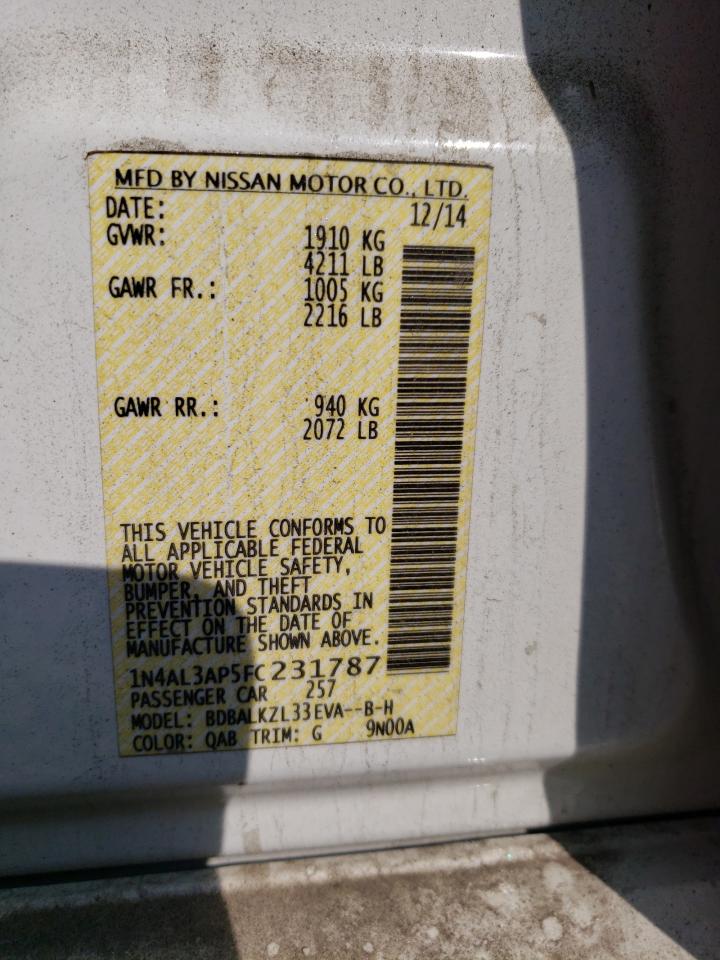 MFD BY NISSAN MOTOR CO., LTD.
DATE: 12/14
GVWR: 1910 KG
4211 LB
GAWR FR.: 1005 KG
2216 LB
GAWR RR.: 940 KG
2072 LB
THIS VEHICLE CONFORMS TO
ALL APPLICABLE FEDERAL
MOTOR VEHICLE SAFETY,
BUMPER, AND THEFT
PREVENTION STANDARDS IN
EFFECT ON THE DATE OF
MANUFACTURE SHOWN ABOVE.
1N4AL3AP5FC231787
PASSENGER CAR 257
MODEL: BDBALKZL33EVA--B-H
COLOR: QAB TRIM: G 9N00A